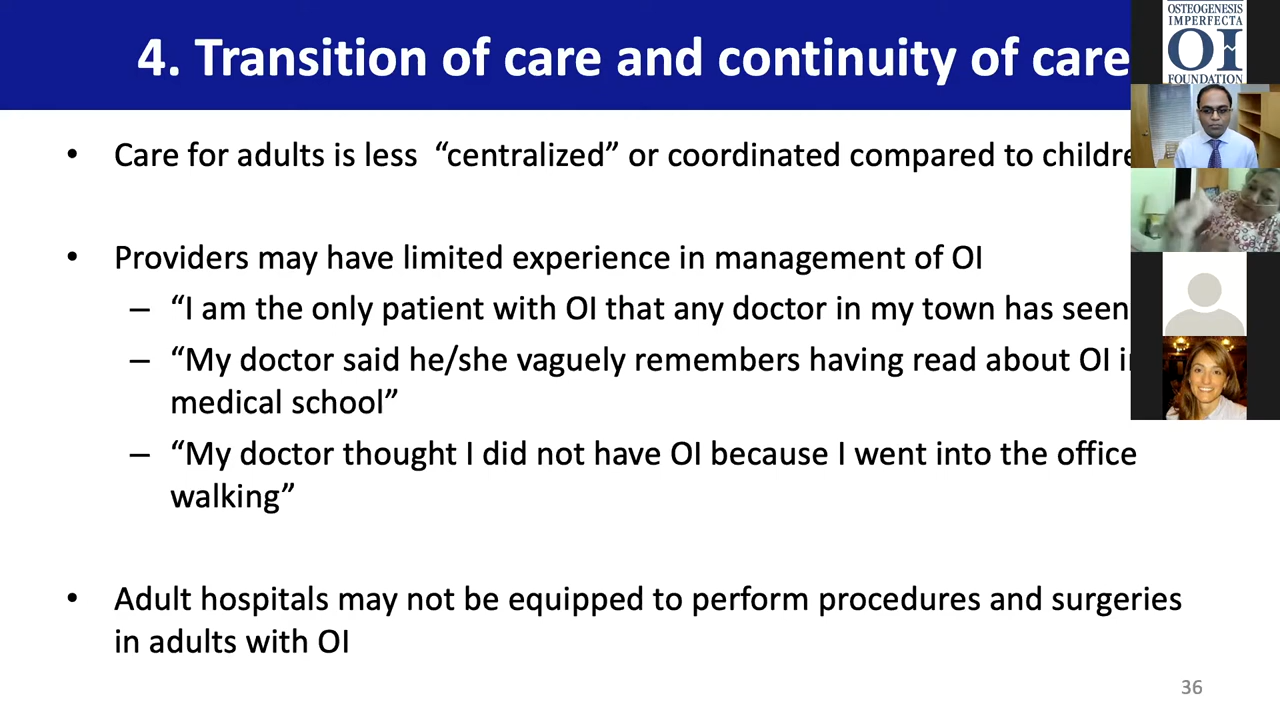 4. Transition of care and continuity of care
OSTEOGENESIS
IMPERFECTA
OI
FOUNDATION
• Care for adults is less “centralized” or coordinated compared to childre
• Providers may have limited experience in management of OI
– “I am the only patient with OI that any doctor in my town has seen
– “My doctor said he/she vaguely remembers having read about OI i
medical school”
– “My doctor thought I did not have OI because I went into the office
walking”
• Adult hospitals may not be equipped to perform procedures and surgeries
in adults with OI
36